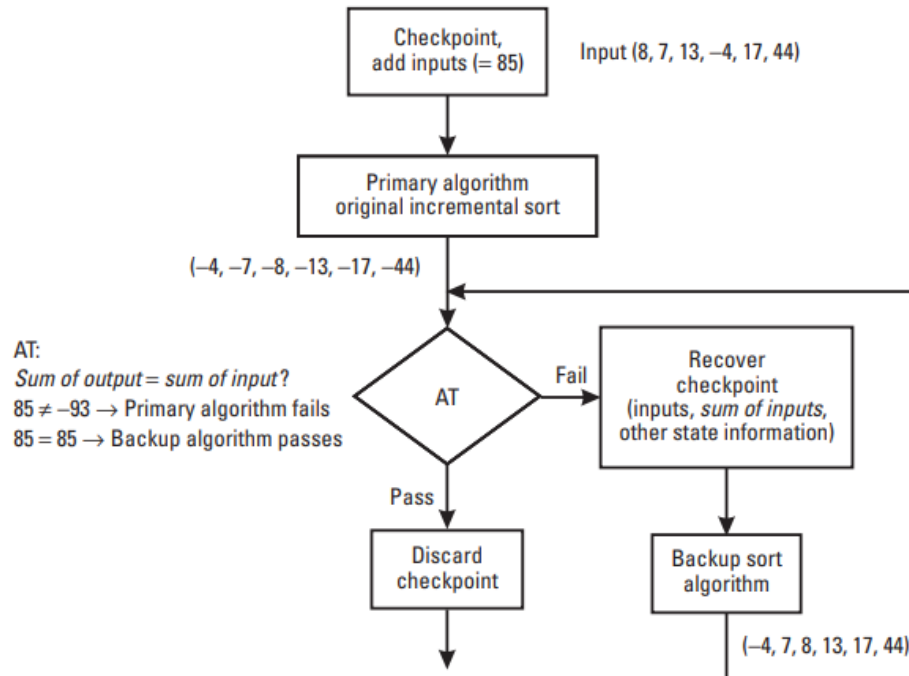 Checkpoint,
add inputs (= 85)
Input (8, 7, 13, –4, 17, 44)
Primary algorithm
original incremental sort
(–4, –7, –8, –13, –17, –44)
AT:
Sum of output = sum of input?
85 ≠ –93 → Primary algorithm fails
85 = 85 → Backup algorithm passes
AT
Fail
Recover
checkpoint
(inputs, sum of inputs,
other state information)
Pass
Discard
checkpoint
Backup sort
algorithm
(–4, 7, 8, 13, 17, 44)